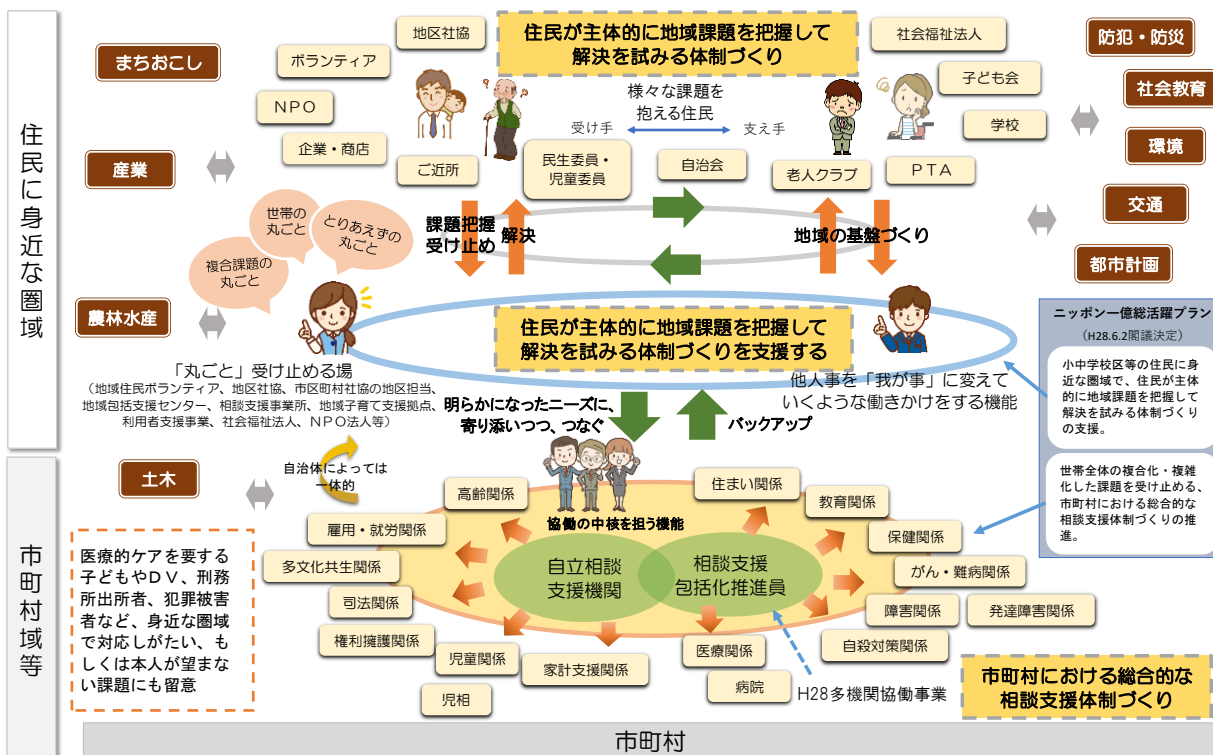 住民に身近な圏域
市町村域等
まちおこし
産業
農林水産
土木
防犯・防災
社会教育
環境
交通
都市計画
地区社協
ボランティア
NPO
企業・商店
ご近所
住民が主体的に地域課題を把握して
解決を試みる体制づくり
様々な課題を
抱える住民
受け手
支え手
民生委員・
児童委員
自治会
老人クラブ
社会福祉法人
子ども会
学校
PTA
課題把握
受け止め
解決
地域の基盤づくり
世帯の
丸ごと
とりあえずの
丸ごと
複合課題の
丸ごと
住民が主体的に地域課題を把握して
解決を試みる体制づくりを支援する
「丸ごと」受け止める場
(地域住民ボランティア、地区社協、市区町村社協の地区担当、
地域包括支援センター、相談支援事業所、地域子育て支援拠点、
利用者支援事業、社会福祉法人、NPO法人等)
他人事を「我が事」に変えて
いくような働きかけをする機能
ニッポン一億総活躍プラン
(H28.6.2閣議決定)
小中学校区等の住民に身
近な圏域で、住民が主体
的に地域課題を把握して
解決を試みる体制づくり
の支援。
世帯全体の複合化・複雑
化した課題を受け止める、
市町村における総合的な
相談支援体制づくりの推
進。
明らかになったニーズに、
寄り添いつつ、つなぐ
バックアップ
自治体によっては
一体的
協働の中核を担う機能
自立相談
支援機関
相談支援
包括化推進員
高齢関係
雇用・就労関係
多文化共生関係
司法関係
権利擁護関係
児童関係
児相
家計支援関係
住まい関係
教育関係
保健関係
がん・難病関係
障害関係
発達障害関係
自殺対策関係
医療関係
病院
H28多機関協働事業
医療的ケアを要する
子どもやDV、刑務
所出所者、犯罪被害
者など、身近な圏域
で対応しがたい、も
しくは本人が望まな
い課題にも留意
市町村における総合的な
相談支援体制づくり
市町村